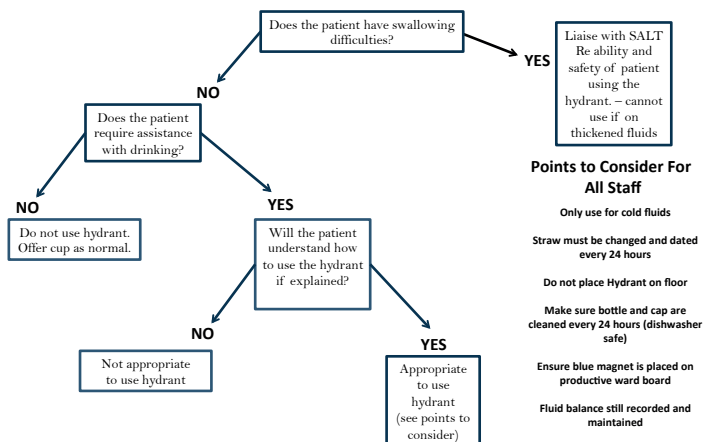 Does the patient have swallowing
difficulties?
YES
Liaise with SALT
Re ability and
safety of patient
using the
hydrant. – cannot
use if on
thickened fluids
NO
Does the patient
require assistance
with drinking?
NO
Do not use hydrant.
Offer cup as normal.
YES
Will the patient
understand how
to use the hydrant
if explained?
NO
Not appropriate
to use hydrant
YES
Appropriate
to use
hydrant
(see points to
consider)
Points to Consider For
All Staff
Only use for cold fluids
Straw must be changed and dated
every 24 hours
Do not place Hydrant on floor
Make sure bottle and cap are
cleaned every 24 hours (dishwasher
safe)
Ensure blue magnet is placed on
productive ward board
Fluid balance still recorded and
maintained